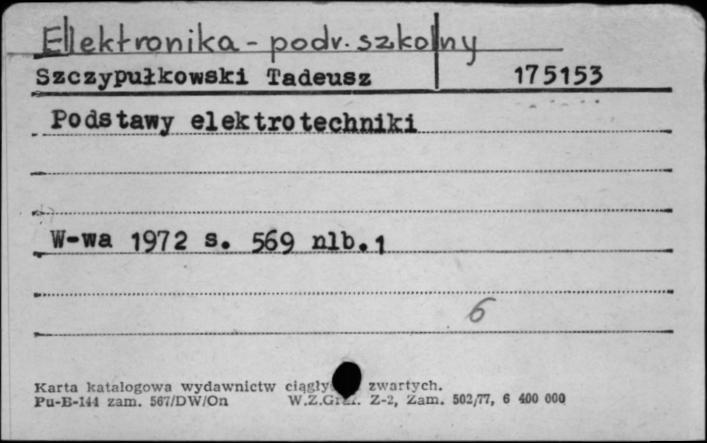 Elektronika - podr. szkolny
Szczypułkowski Tadeusz 175153
Podstawy elektrotechniki
W-wa 1972 s. 569 nlb.1
6
Karta katalogowa wydawnictw zwartych.
Pu-B-144 zam. 567/DW/On W.Z.Graf. Z-2, Zam. 502/77, 6 400 000